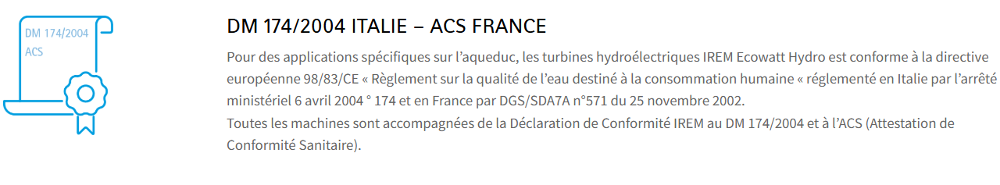 DM 174/2004
ACS
DM 174/2004 ITALIE – ACS FRANCE
Pour des applications spécifiques sur l'aqueduc, les turbines hydroélectriques IREM Ecowatt Hydro est conforme à la directive
européenne 98/83/CE « Règlement sur la qualité de l'eau destiné à la consommation humaine « réglementé en Italie par l'arrêté
ministériel 6 avril 2004 ° 174 et en France par DGS/SDA7A n°571 du 25 novembre 2002.
Toutes les machines sont accompagnées de la Déclaration de Conformité IREM au DM 174/2004 et à l'ACS (Attestation de
Conformité Sanitaire).